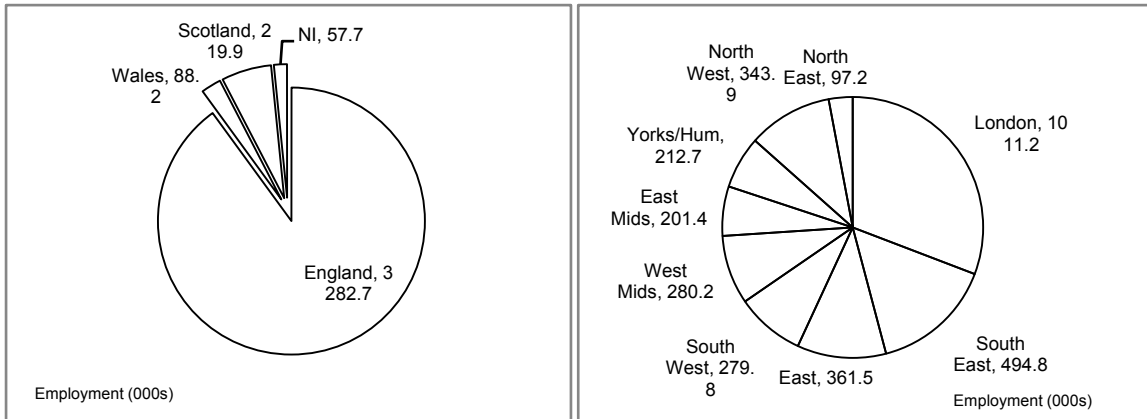 Scotland, 2
19.9
NI, 57.7
Wales, 88.
2
England, 3
282.7
Employment (000s)
North
West, 343.
9
North
East, 97.2
London, 10
11.2
Yorks/Hum,
212.7
East
Mids, 201.4
West
Mids, 280.2
South
West, 279.
8
East, 361.5
South
East, 494.8
Employment (000s)